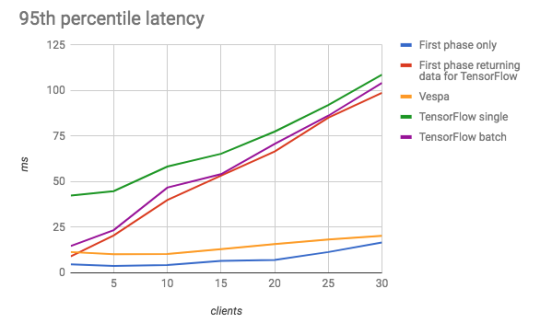 95th percentile latency
125
100
75
50
25
0
ms
5 10 15 20 25 30
clients
First phase only
First phase returning
data for TensorFlow
Vespa
TensorFlow single
TensorFlow batch